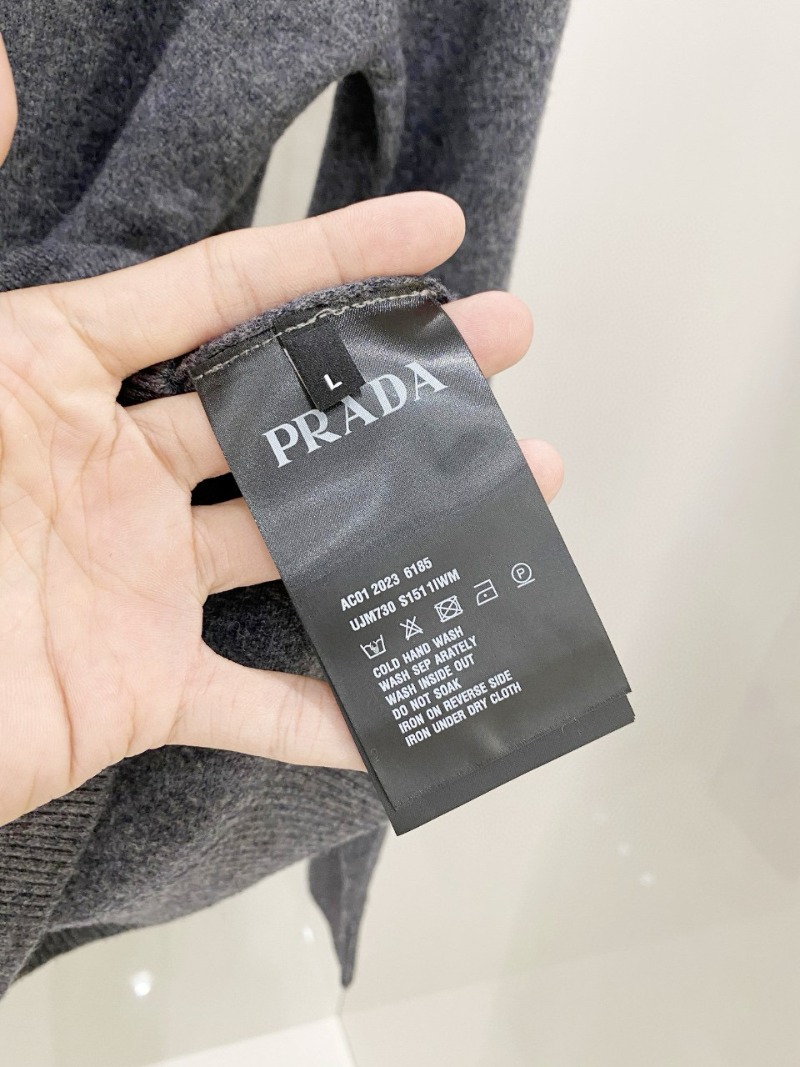 L
PRADA
AC01 2023 6185
UJM730 S151 1IWM
P
COLD HAND WASH
WASH SEP ARATELY
WASH INSIDE OUT
DO NOT SOAK
IRON ON REVERSE SIDE
IRON UNDER DRY CLOTH